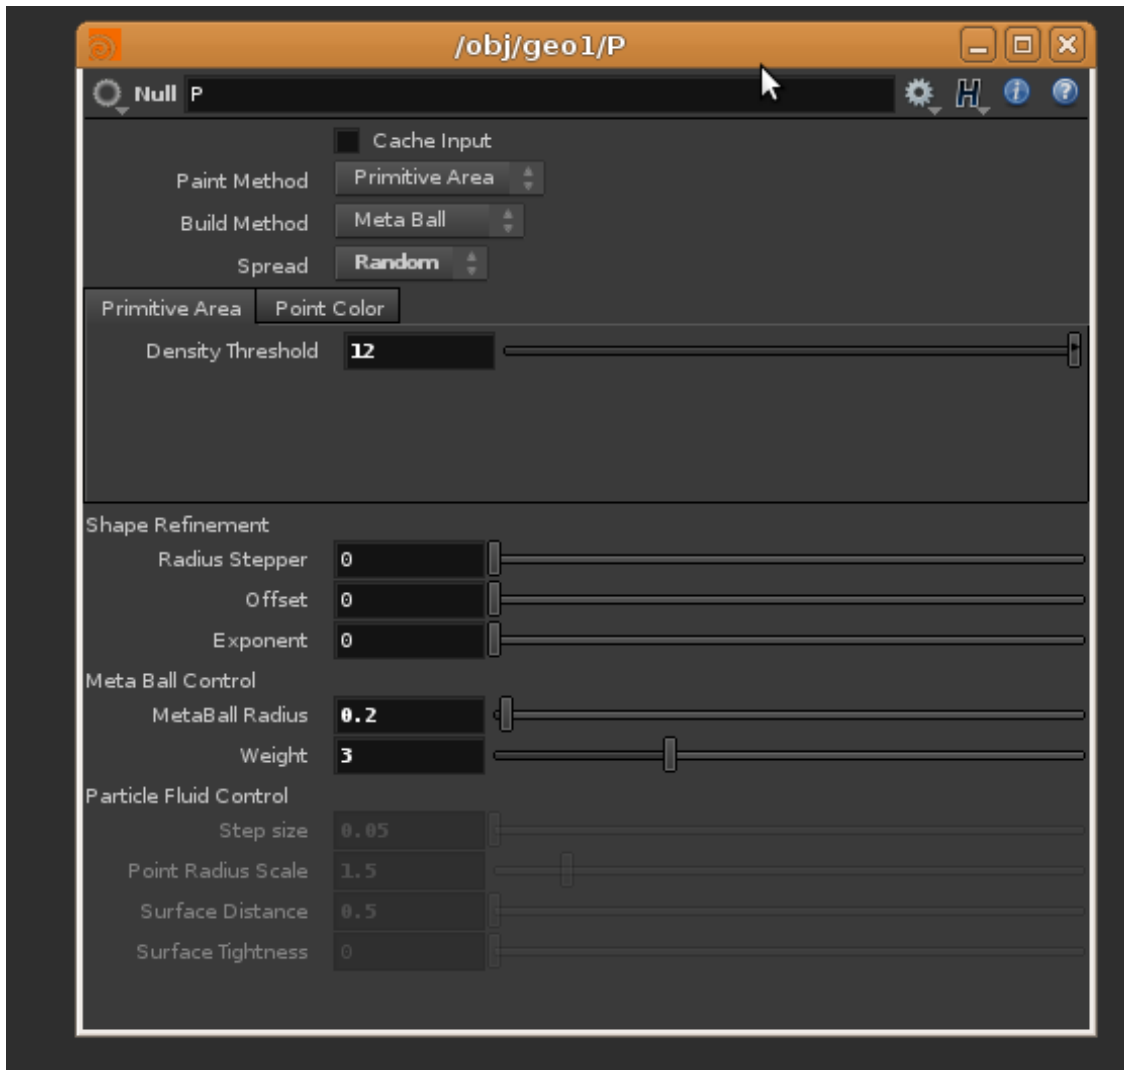 /obj/geo1/P
Null P
Cache Input
Paint Method Primitive Area
Build Method Meta Ball
Spread Random
Primitive Area Point Color
Density Threshold 12
Shape Refinement
Radius Stepper 0
Offset 0
Exponent 0
Meta Ball Control
MetaBall Radius 0.2
Weight 3
Particle Fluid Control
Step size 0.05
Point Radius Scale 1.5
Surface Distance 0.5
Surface Tightness 0